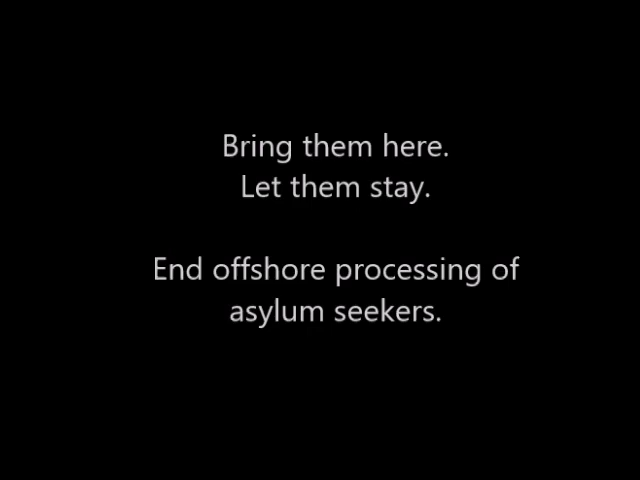 Bring them here.
Let them stay.
End offshore processing of
asylum seekers.